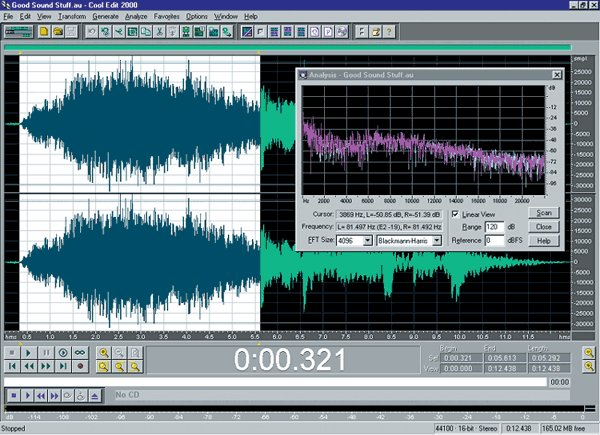 Good Sound Stuff.au - Cool Edit 2000
File Edit View Transform Generate Analyze Favorites Options Window Help
smpl
30000
25000
20000
15000
10000
5000
0
-5000
-10000
-15000
-20000
-25000
-30000
30000
25000
20000
15000
10000
5000
0
-5000
-10000
-15000
-20000
-25000
-30000
Analysis - Good Sound Stuff.au
dB
-12
-24
-36
-48
-60
-72
-84
-96
Hz 2000 4000 6000 8000 10000 12000 14000 16000 18000 20000
Cursor: 3869 Hz, L=-50.85 dB, R=-51.39 dB
Linear View
Scan
Frequency: L= 81.497 Hz (E2 -19), R= 81.492 Hz
Range 120 dB
Close
FFT Size: 4096 Blackmann-Harris
Reference 0 dBFS
Help
hms 0.5 1.0 1.5 2.0 2.5 3.0 3.5 4.0 4.5 5.0 5.5 6.0 6.5 7.0 7.5 8.0 8.5 9.0 9.5 10.0 10.5 11.0 11.5 hms
0:00.321
Begin End Length
Sel 0:00.321 0:05.613 0:05.292
View 0:00.000 0:12.438 0:12.438
00:00
No CD
dB -114 -108 -102 -96 -90 -84 -78 -72 -66 -60 -54 -48 -42 -36 -30 -24 -18 -12 -6 0
Stopped
44100 · 16-bit · Stereo 0:12.438 165.02 MB free